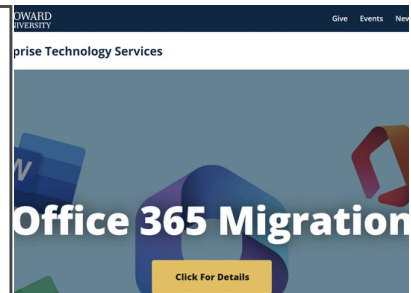 OWARD
NIVERSITY
Give Events New
prise Technology Services
W
Office 365 Migration
Click For Details